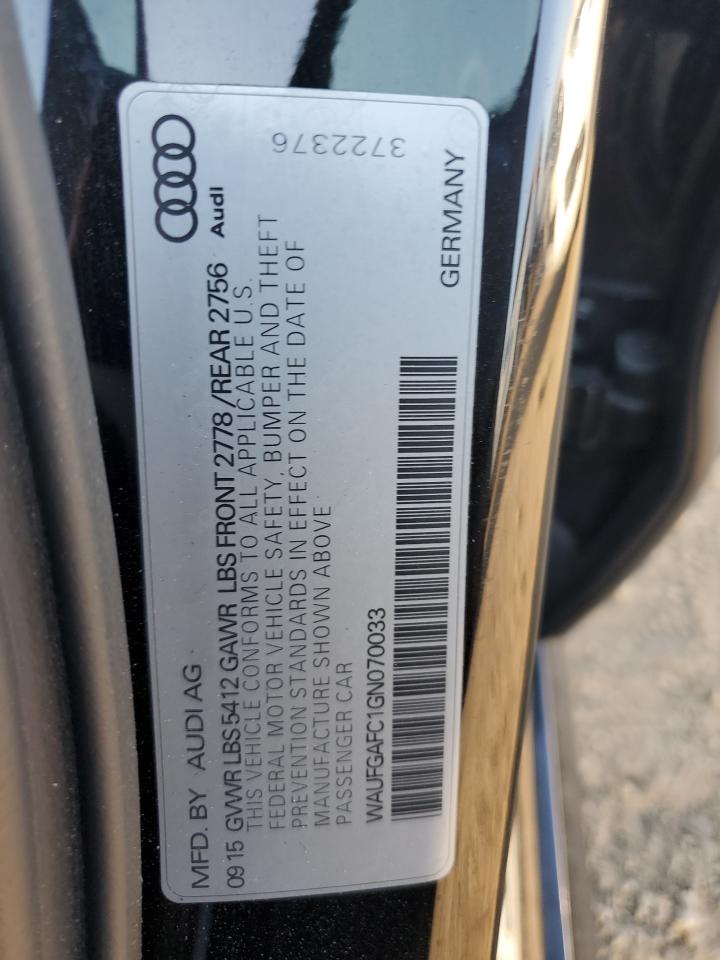 MFD. BY AUDI AG
Audi
0915 GVWR LBS 5412 GAWR LBS FRONT 2778 /REAR 2756
THIS VEHICLE CONFORMS TO ALL APPLICABLE U.S.
FEDERAL MOTOR VEHICLE SAFETY, BUMPER AND THEFT
PREVENTION STANDARDS IN EFFECT ON THE DATE OF
MANUFACTURE SHOWN ABOVE
PASSENGER CAR
WAUFGAFC1GN070033
GERMANY
3722376